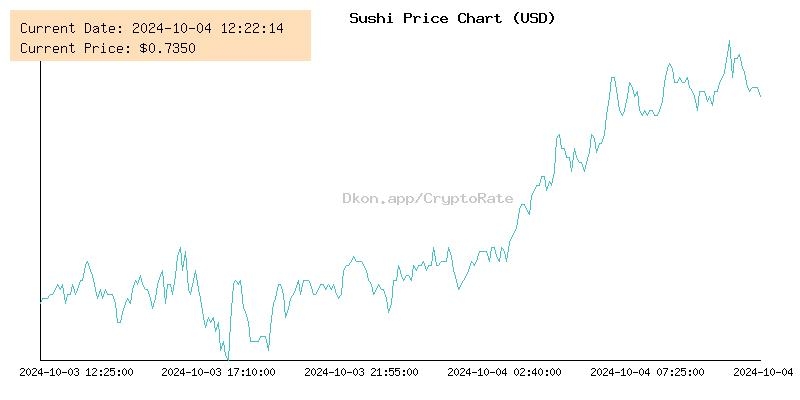 Sushi Price Chart (USD)
Current Date: 2024-10-04 12:22:14
Current Price: $0.7350
Dkon.app/CryptoRate
2024-10-03 12:25:00 2024-10-03 17:10:00 2024-10-03 21:55:00 2024-10-04 02:40:00 2024-10-04 07:25:00 2024-10-04